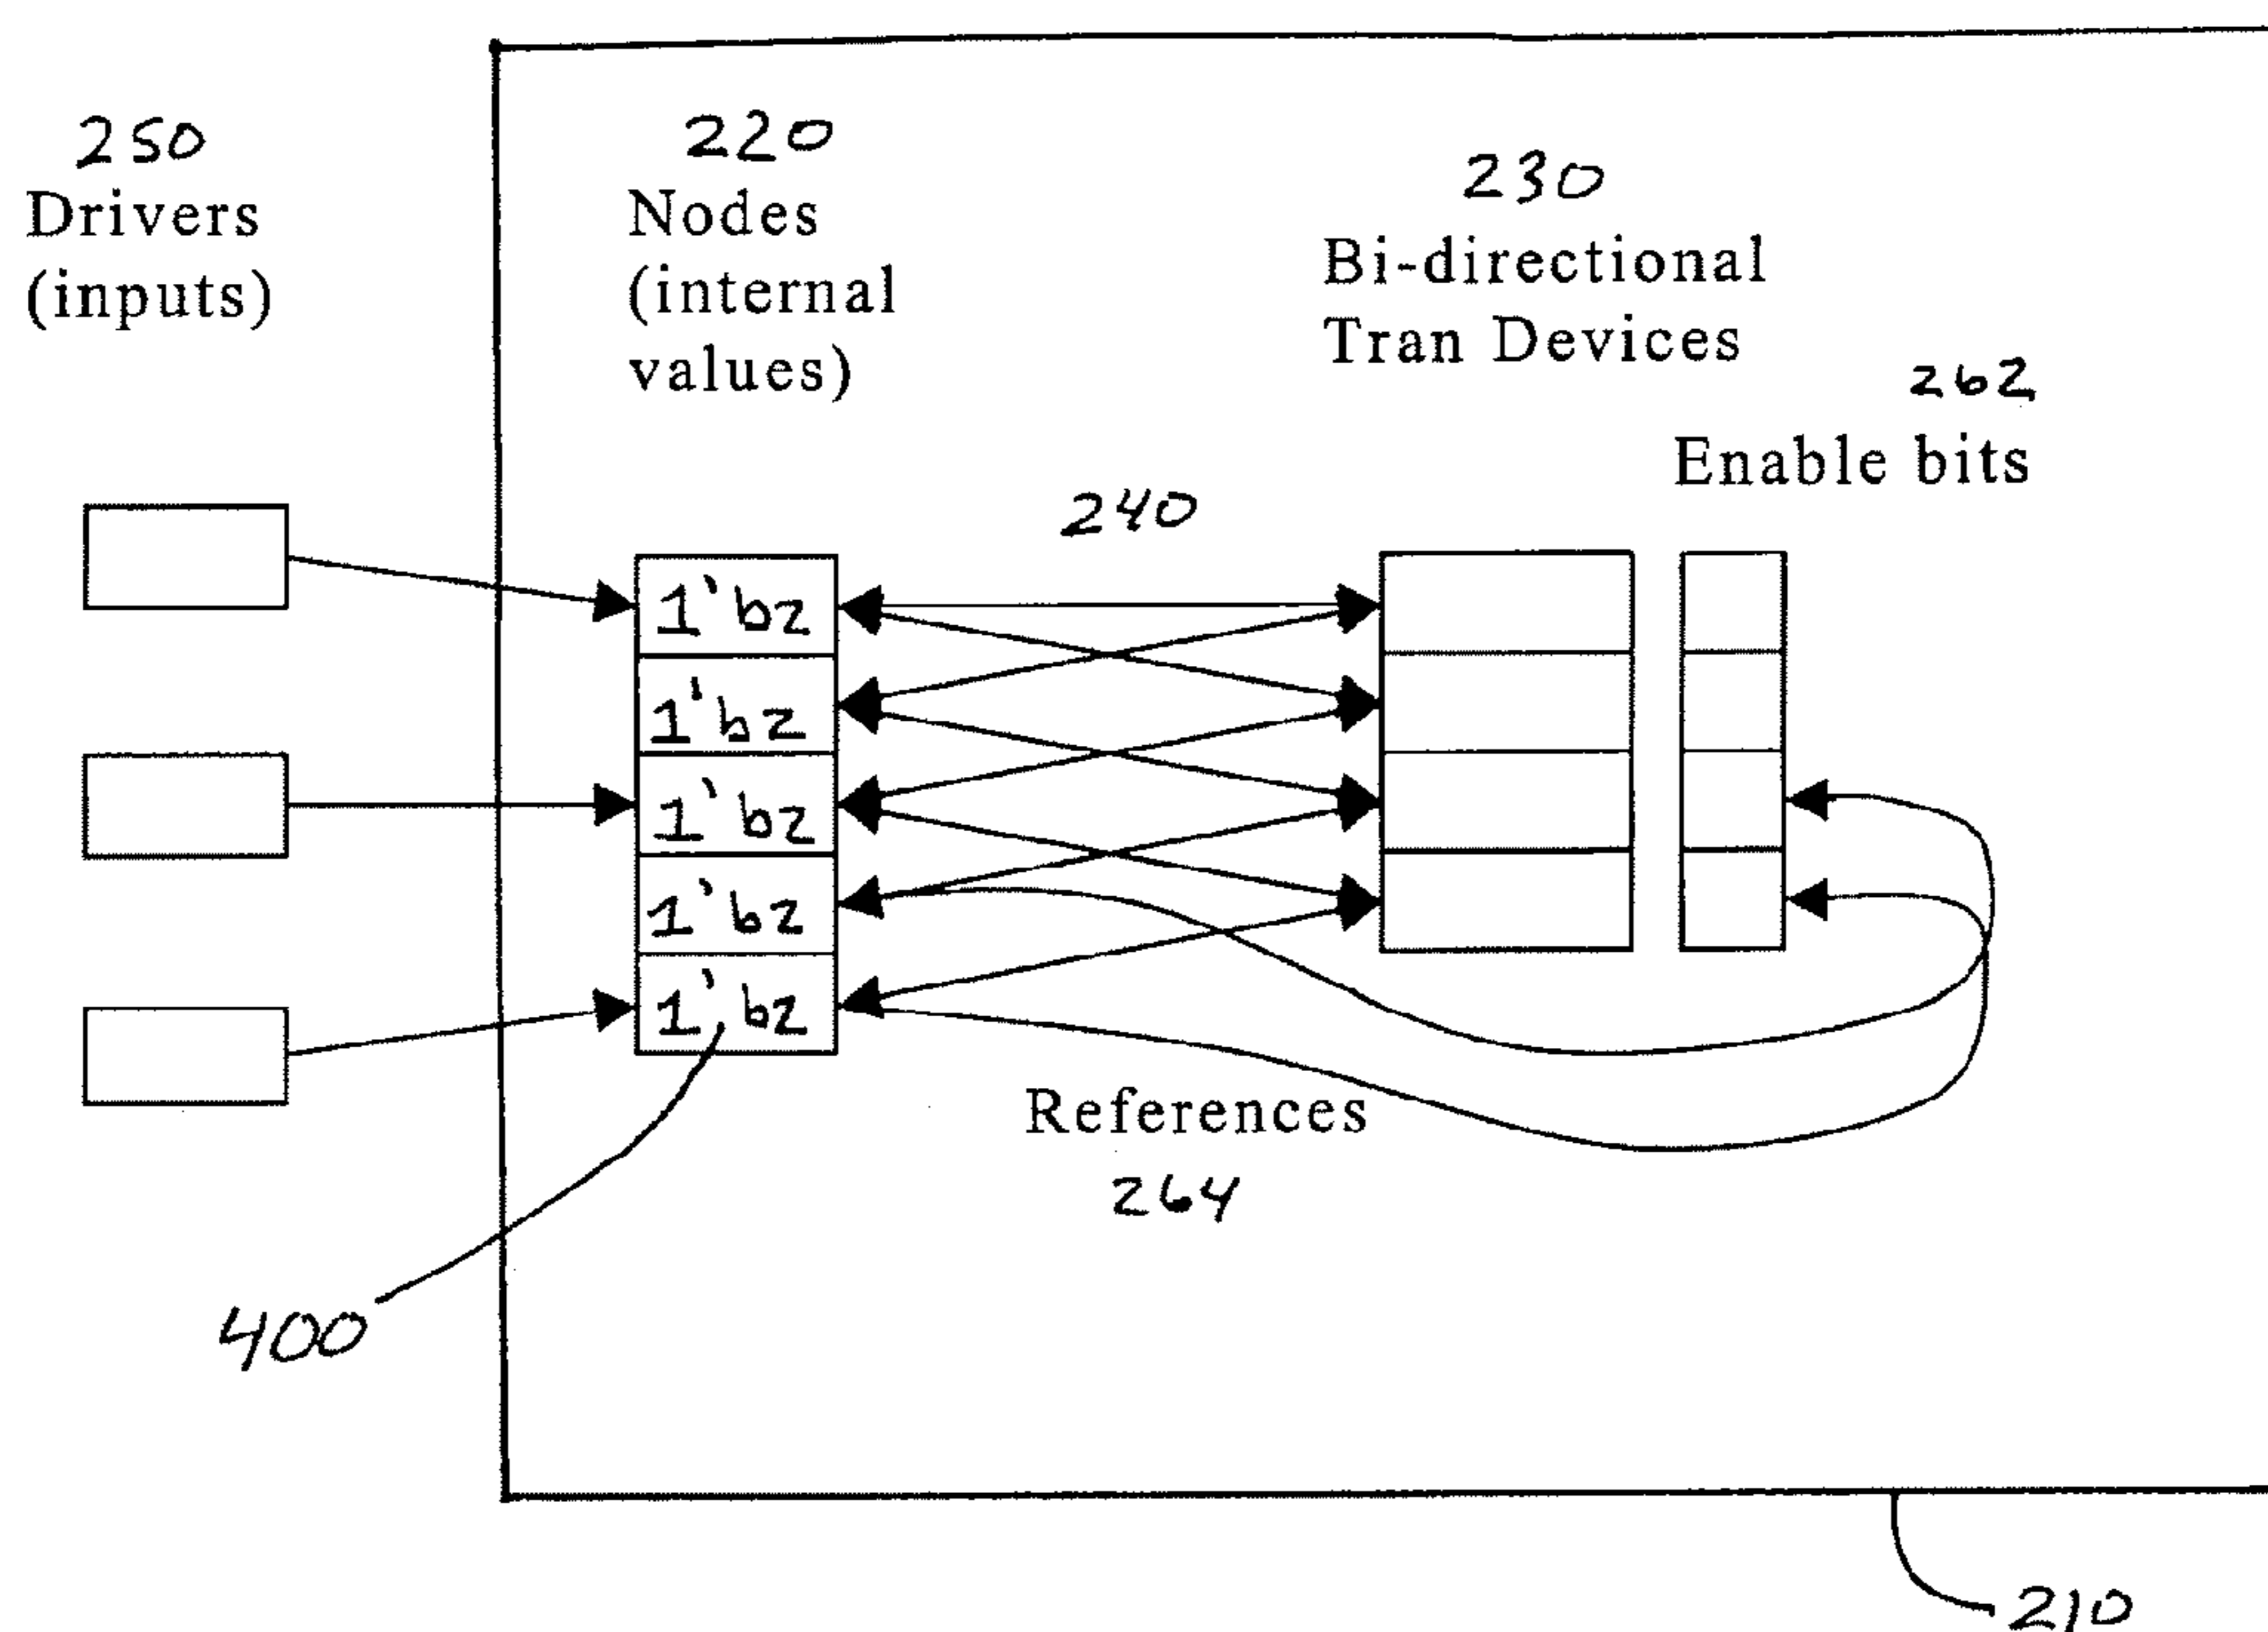 250
Drivers
(inputs)
220
Nodes
(internal
values)
230
Bi-directional
Tran Devices
262
Enable bits
240
1'bz
1'bz
1'bz
1'bz
1'bz
References
264
400
210